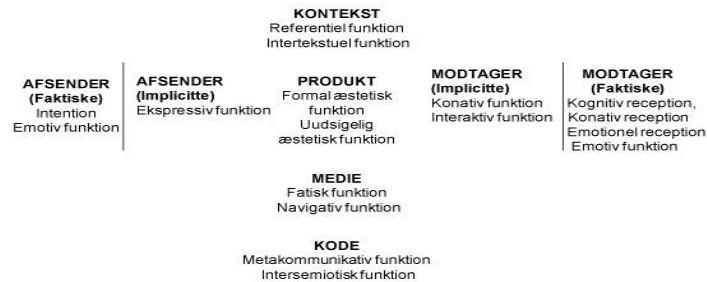 KONTEKST
Referentiel funktion
Intertekstuel funktion
AFSENDER
(Faktiske)
Intention
Emotiv funktion
AFSENDER
(Implicitte)
Ekspressiv funktion
PRODUKT
Formal æstetisk
funktion
Uudsigelig
æstetisk funktion
MODTAGER
(Implicitte)
Konativ funktion
Interaktiv funktion
MODTAGER
(Faktiske)
Kognitiv reception,
Konativ reception
Emotionel reception
Emotiv funktion
MEDIE
Fatisk funktion
Navigativ funktion
KODE
Metakommunikativ funktion
Intersemiotisk funktion